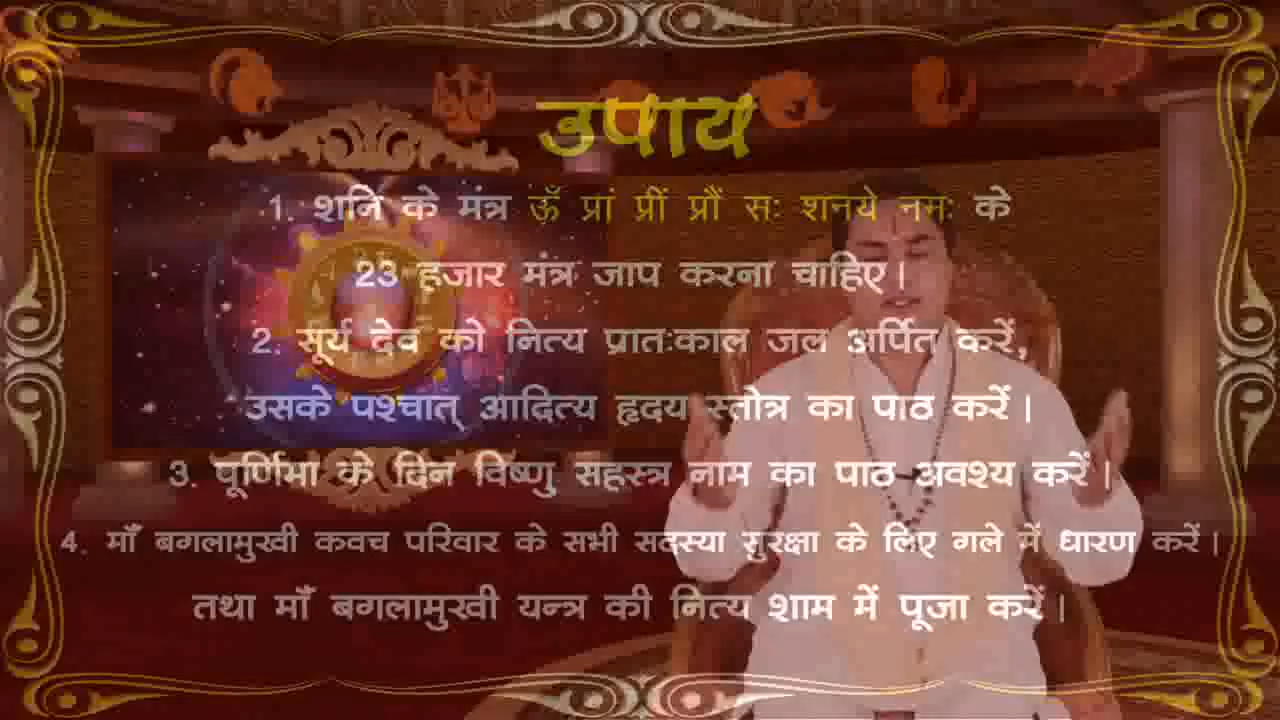 उपाय
1. शनि के मंत्र ऊँ प्रां प्रीं प्रौं सः शनये नमः के
23 हजार मंत्र जाप करना चाहिए।
2. सूर्य देव को नित्य प्रातःकाल जल अर्पित करें,
उसके पश्चात् आदित्य हृदय स्तोत्र का पाठ करें।
3. पूर्णिभा के दिन विष्णु सहस्त्र नाम का पाठ अवश्य करें।
4. माँ बगलामुखी कवच परिवार के सभी सदस्या सुरक्षा के लिए गले में धारण करें।
तथा माँ बगलामुखी यन्त्र की नित्य शाम में पूजा करें।